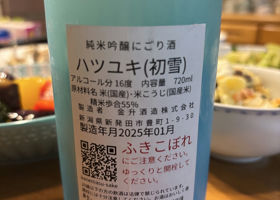 純米吟醸にごり酒
ハツユキ(初雪)
アルコール分 16度 内容量 720ml
原材料名 米(国産)・米こうじ(国産米)
精米歩合55%
製造者 金升酒造株式会社
新潟県新発田市豊町1-9-30
製造年月2025年01月
ふきこぼれ
にご注意ください。
ゆっくりと開栓して
ください。